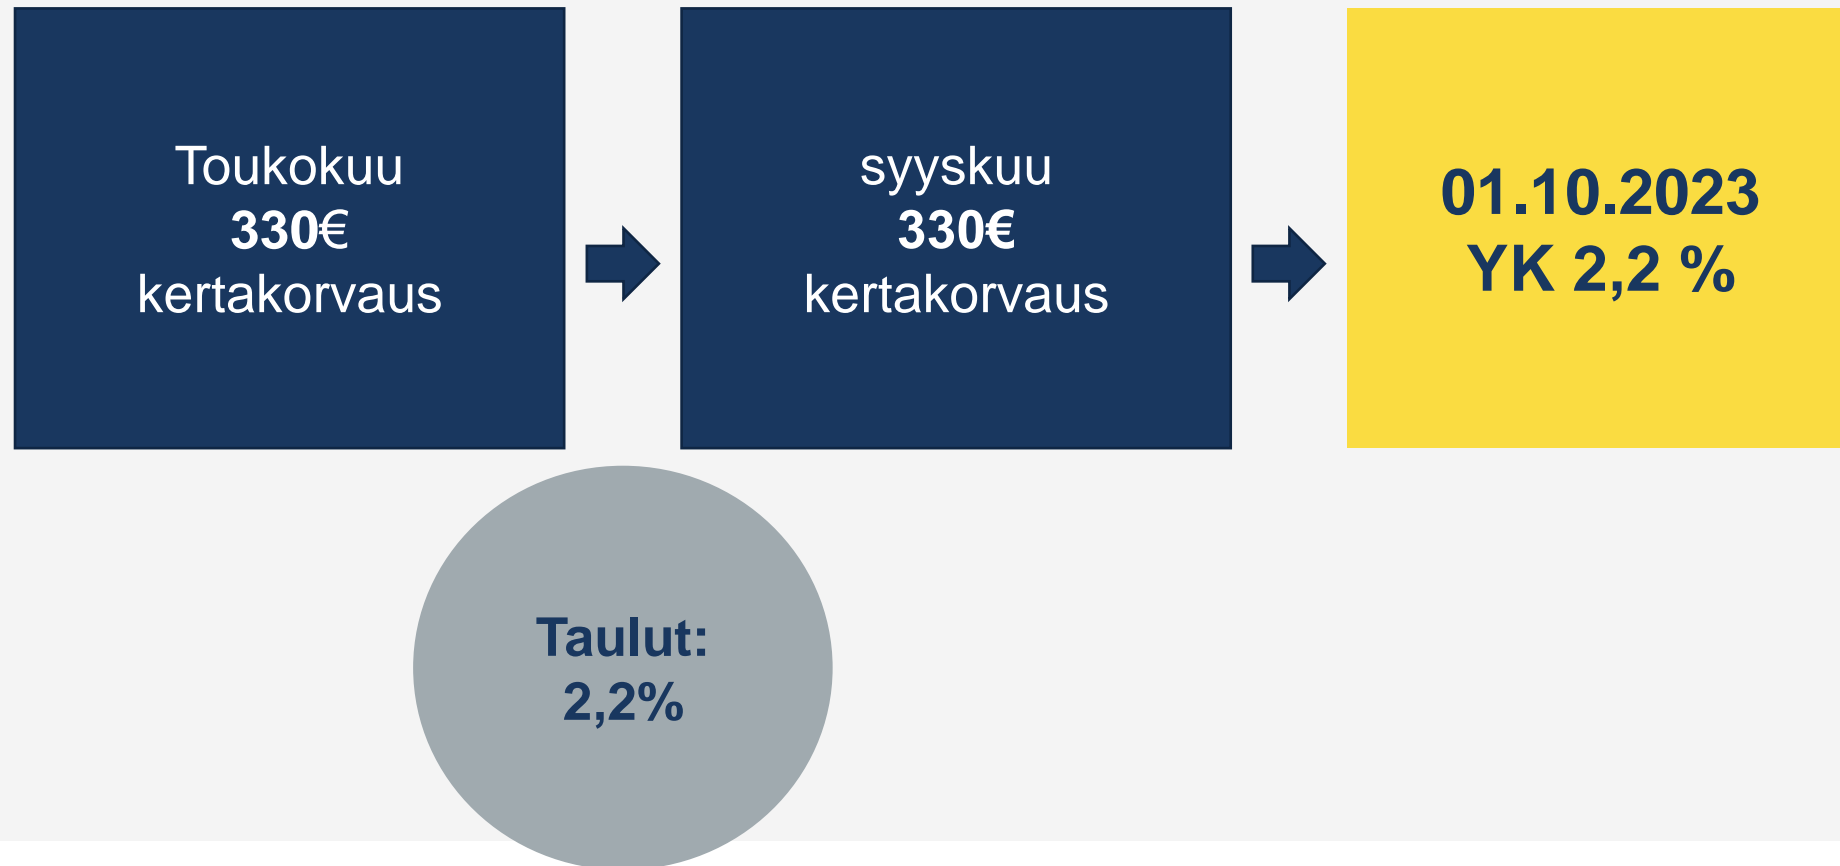 Toukokuu
330€
kertakorvaus
syyskuu
330€
kertakorvaus
01.10.2023
YK 2,2 %
Taulut:
2,2%